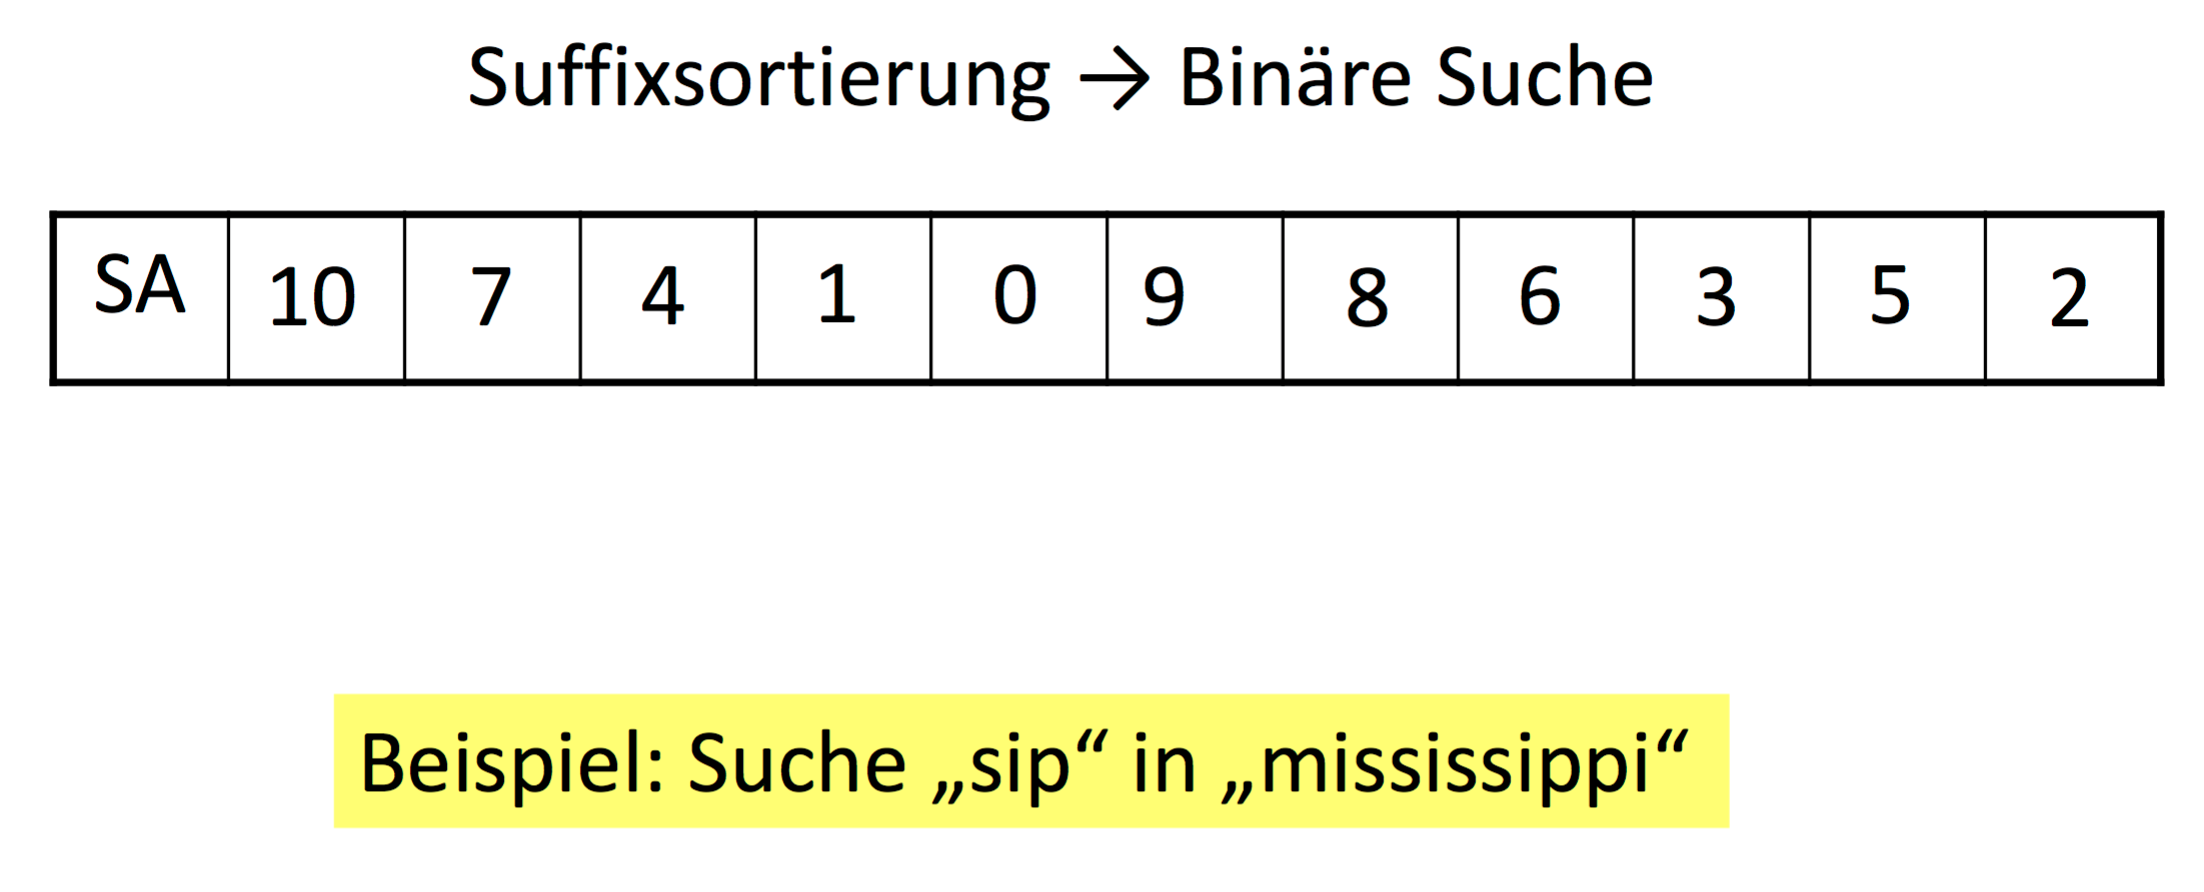 Suffixsortierung → Binäre Suche
SA 10 7 4 1 0 9 8 6 3 5 2
Beispiel: Suche „sip“ in „mississippi“